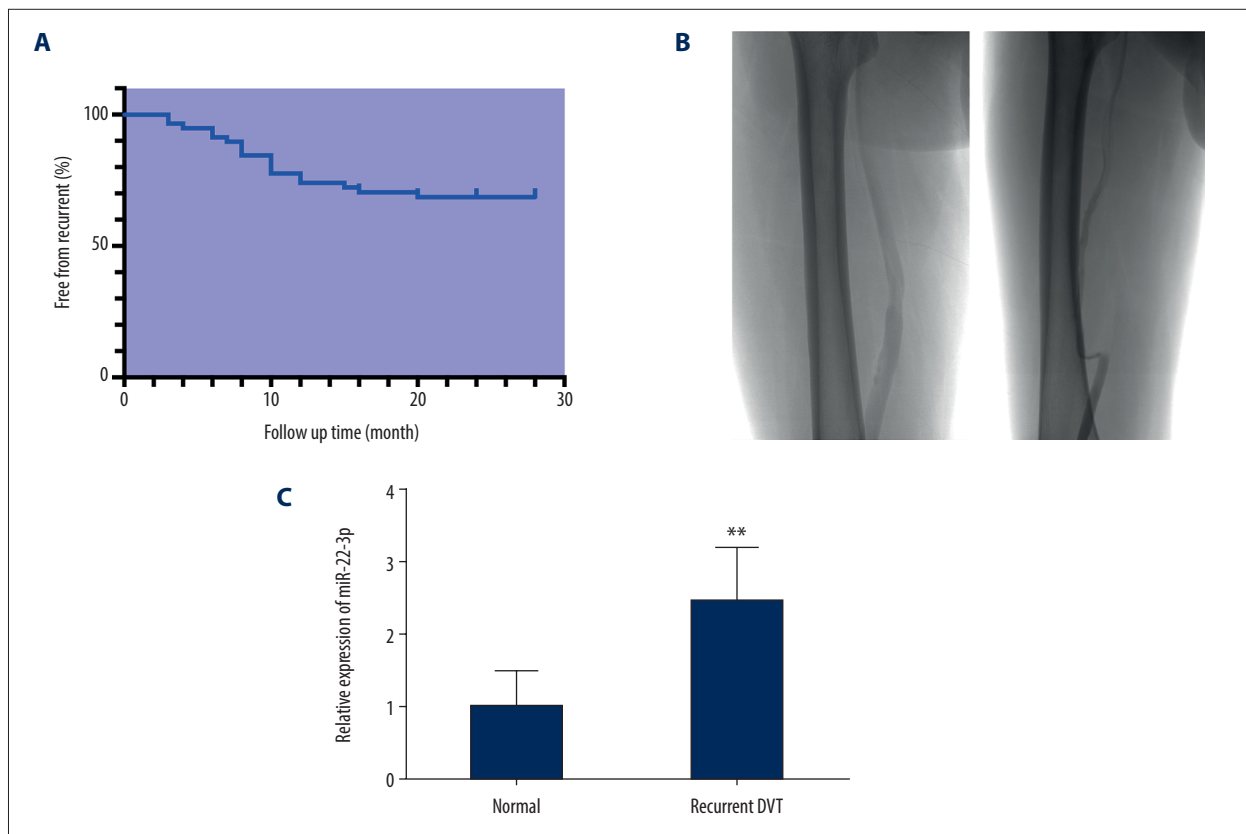 A
Free from recurrent (%)
100
50
0
0 10 20 30
Follow up time (month)
B
C
Relative expression of miR-22-3p
4
3
2
1
0
**
Normal Recurrent DVT